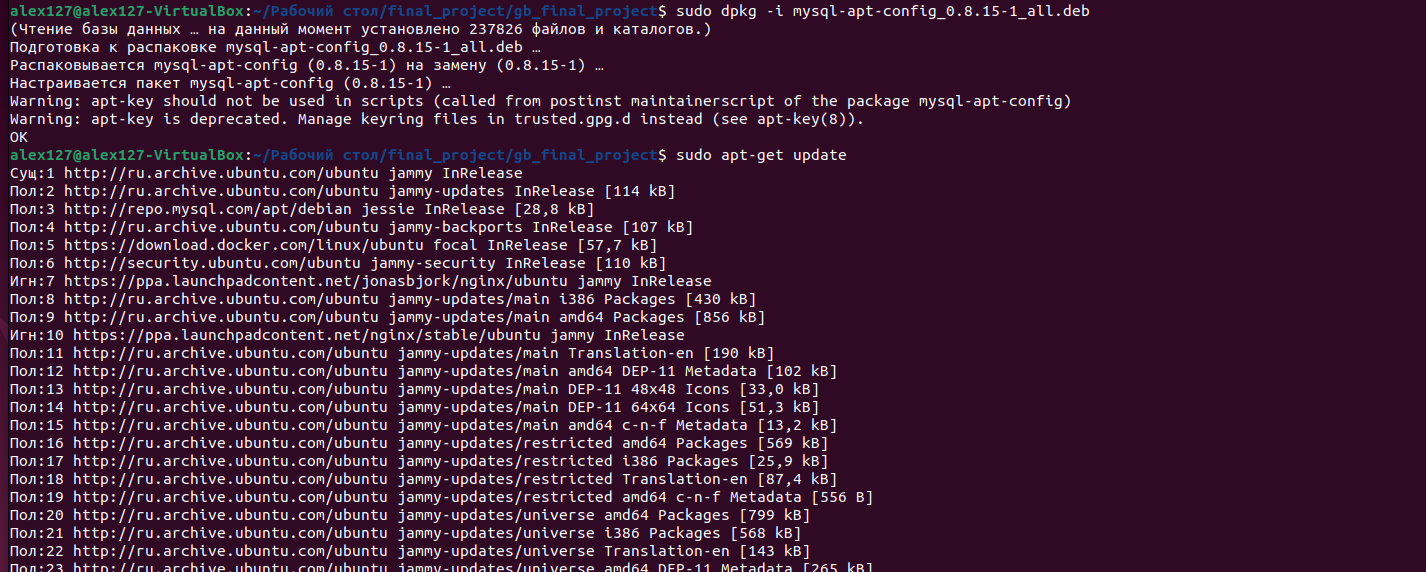 alex127@alex127-VirtualBox:~/Рабочий стол/final_project/gb_final_project$ sudo dpkg -i mysql-apt-config_0.8.15-1_all.deb
(Чтение базы данных … на данный момент установлено 237826 файлов и каталогов.)
Подготовка к распаковке mysql-apt-config_0.8.15-1_all.deb …
Распаковывается mysql-apt-config (0.8.15-1) на замену (0.8.15-1) …
Настраивается пакет mysql-apt-config (0.8.15-1) …
Warning: apt-key should not be used in scripts (called from postinst maintainerscript of the package mysql-apt-config)
Warning: apt-key is deprecated. Manage keyring files in trusted.gpg.d instead (see apt-key(8)).
OK
alex127@alex127-VirtualBox:~/Рабочий стол/final_project/gb_final_project$ sudo apt-get update
Сущ:1 http://ru.archive.ubuntu.com/ubuntu jammy InRelease
Пол:2 http://ru.archive.ubuntu.com/ubuntu jammy-updates InRelease [114 kB]
Пол:3 http://repo.mysql.com/apt/debian jessie InRelease [28,8 kB]
Пол:4 http://ru.archive.ubuntu.com/ubuntu jammy-backports InRelease [107 kB]
Пол:5 https://download.docker.com/linux/ubuntu focal InRelease [57,7 kB]
Пол:6 http://security.ubuntu.com/ubuntu jammy-security InRelease [110 kB]
Игн:7 https://ppa.launchpadcontent.net/jonasbjork/nginx/ubuntu jammy InRelease
Пол:8 http://ru.archive.ubuntu.com/ubuntu jammy-updates/main i386 Packages [430 kB]
Пол:9 http://ru.archive.ubuntu.com/ubuntu jammy-updates/main amd64 Packages [856 kB]
Игн:10 https://ppa.launchpadcontent.net/nginx/stable/ubuntu jammy InRelease
Пол:11 http://ru.archive.ubuntu.com/ubuntu jammy-updates/main Translation-en [190 kB]
Пол:12 http://ru.archive.ubuntu.com/ubuntu jammy-updates/main amd64 DEP-11 Metadata [102 kB]
Пол:13 http://ru.archive.ubuntu.com/ubuntu jammy-updates/main DEP-11 48x48 Icons [33,0 kB]
Пол:14 http://ru.archive.ubuntu.com/ubuntu jammy-updates/main DEP-11 64x64 Icons [51,3 kB]
Пол:15 http://ru.archive.ubuntu.com/ubuntu jammy-updates/main amd64 c-n-f Metadata [13,2 kB]
Пол:16 http://ru.archive.ubuntu.com/ubuntu jammy-updates/restricted amd64 Packages [569 kB]
Пол:17 http://ru.archive.ubuntu.com/ubuntu jammy-updates/restricted i386 Packages [25,9 kB]
Пол:18 http://ru.archive.ubuntu.com/ubuntu jammy-updates/restricted Translation-en [87,4 kB]
Пол:19 http://ru.archive.ubuntu.com/ubuntu jammy-updates/restricted amd64 c-n-f Metadata [556 B]
Пол:20 http://ru.archive.ubuntu.com/ubuntu jammy-updates/universe amd64 Packages [799 kB]
Пол:21 http://ru.archive.ubuntu.com/ubuntu jammy-updates/universe i386 Packages [568 kB]
Пол:22 http://ru.archive.ubuntu.com/ubuntu jammy-updates/universe Translation-en [143 kB]
Пол:23 http://ru.archive.ubuntu.com/ubuntu jammy-updates/universe amd64 DEP-11 Metadata [265 kB]